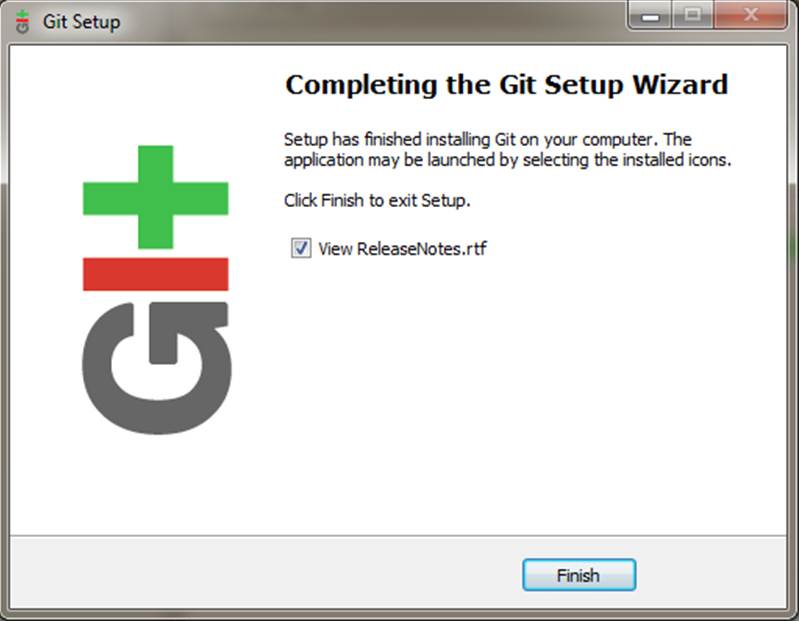 Git Setup
Completing the Git Setup Wizard
Setup has finished installing Git on your computer. The
application may be launched by selecting the installed icons.
Click Finish to exit Setup.
View ReleaseNotes.rtf
GIt
Finish